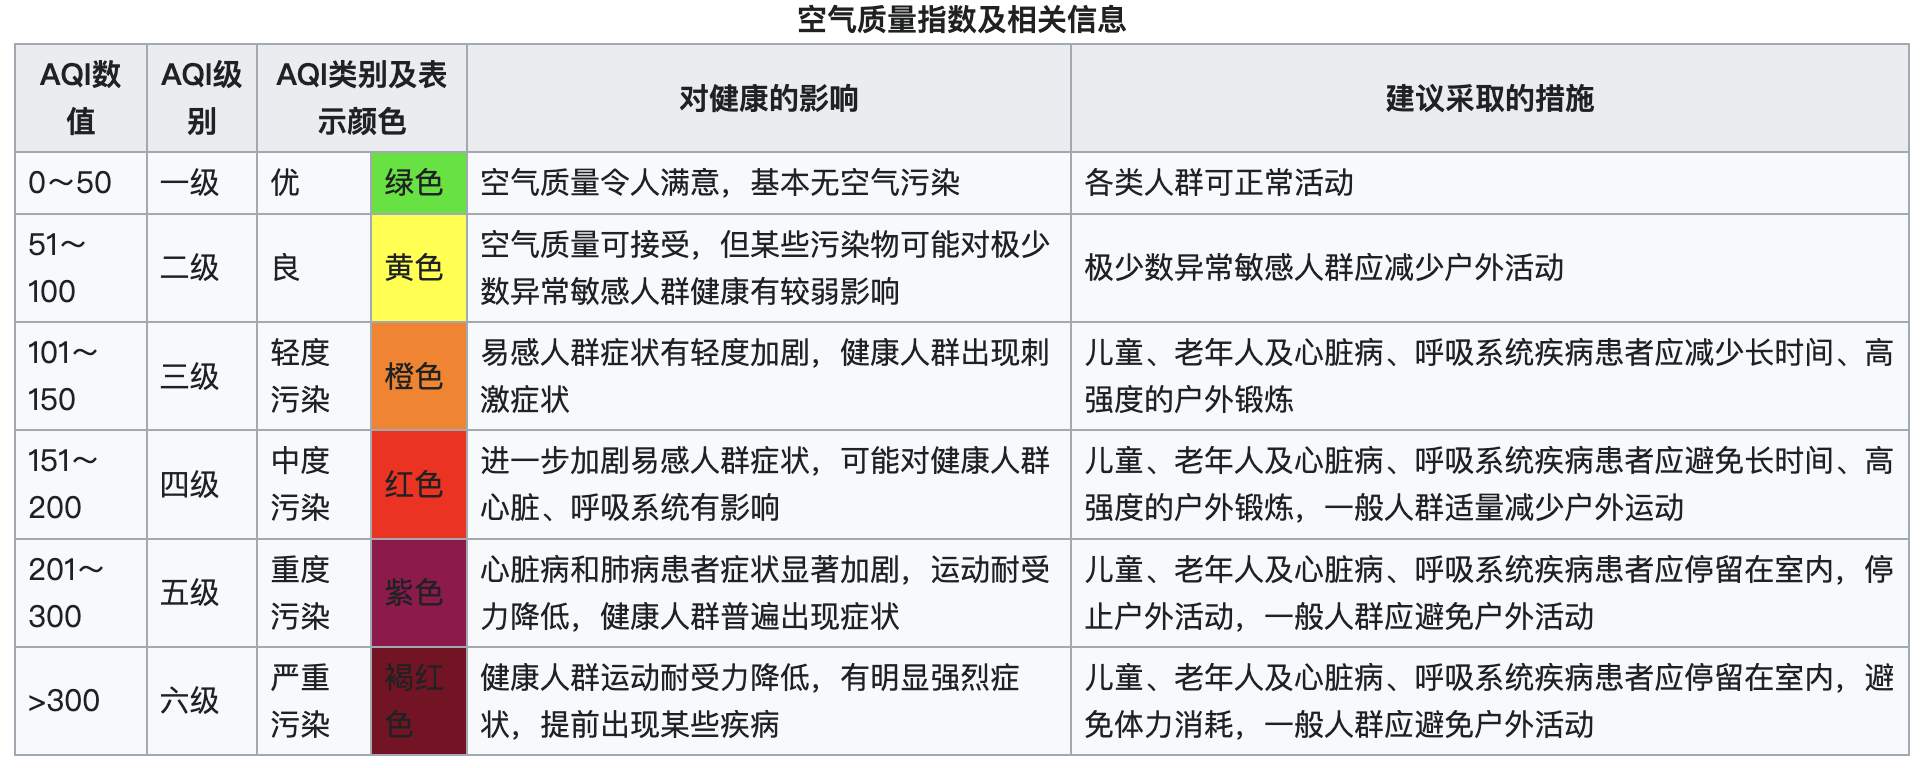 空气质量指数及相关信息
AQI数
值
AQI级
别
AQI类别及表
示颜色
对健康的影响
建议采取的措施
0～50
一级
优
绿色
空气质量令人满意，基本无空气污染
各类人群可正常活动
51～
100
二级
良
黄色
空气质量可接受，但某些污染物可能对极少
数异常敏感人群健康有较弱影响
极少数异常敏感人群应减少户外活动
101～
150
三级
轻度
污染
橙色
易感人群症状有轻度加剧，健康人群出现刺
激症状
儿童、老年人及心脏病、呼吸系统疾病患者应减少长时间、高
强度的户外锻炼
151～
200
四级
中度
污染
红色
进一步加剧易感人群症状，可能对健康人群
心脏、呼吸系统有影响
儿童、老年人及心脏病、呼吸系统疾病患者应避免长时间、高
强度的户外锻炼，一般人群适量减少户外运动
201～
300
五级
重度
污染
紫色
心脏病和肺病患者症状显著加剧，运动耐受
力降低，健康人群普遍出现症状
儿童、老年人及心脏病、呼吸系统疾病患者应停留在室内，停
止户外活动，一般人群应避免户外活动
>300
六级
严重
污染
褐红
色
健康人群运动耐受力降低，有明显强烈症
状，提前出现某些疾病
儿童、老年人及心脏病、呼吸系统疾病患者应停留在室内，避
免体力消耗，一般人群应避免户外活动